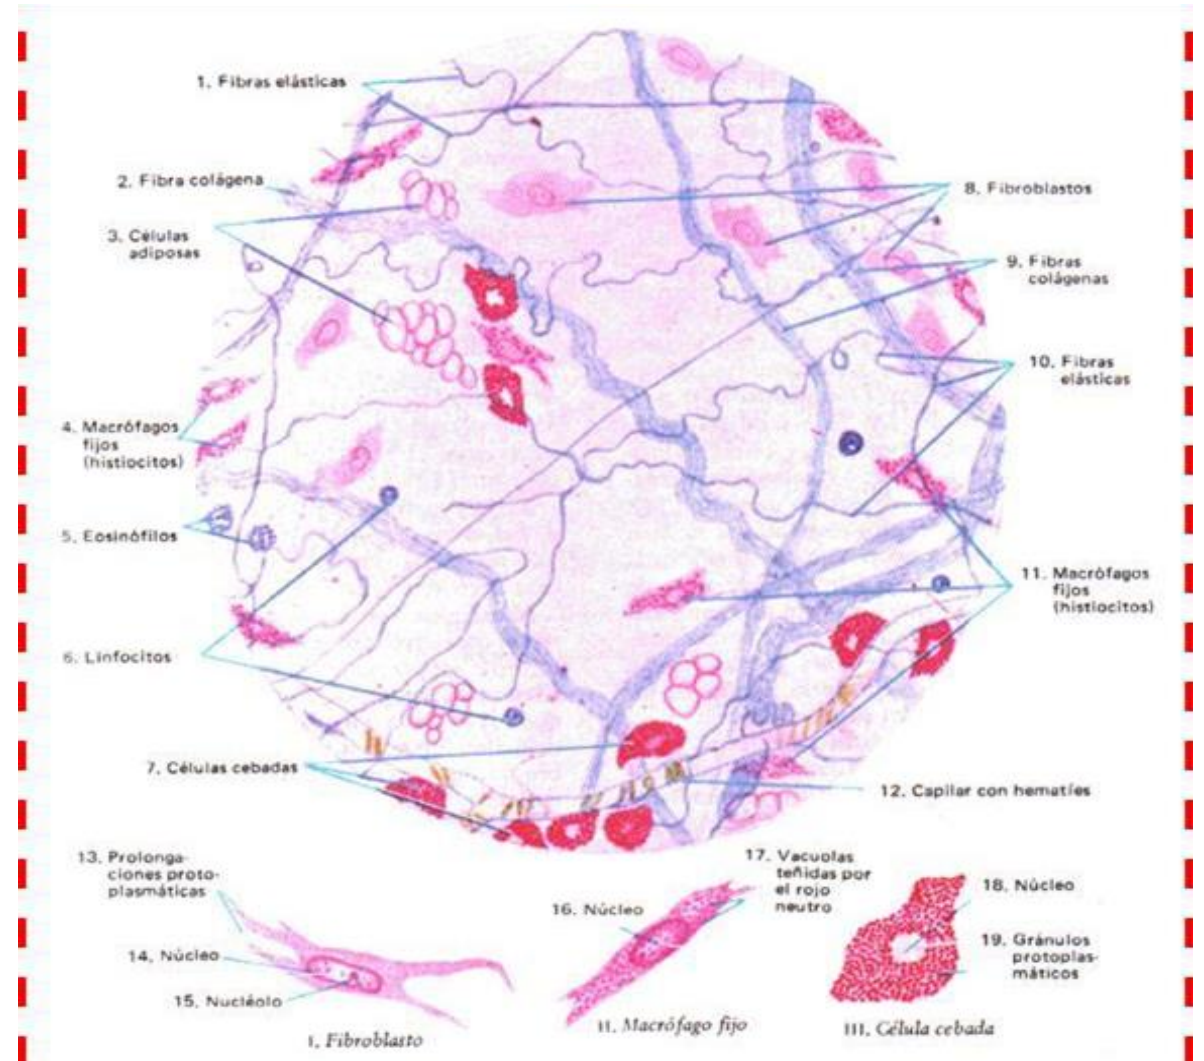 1. Fibras elásticas
2. Fibra colágena
3. Células
adiposas
4. Macrófagos
fijos
(histiocitos)
5. Eosinófilos
6. Linfocitos
7. Células cebadas
8. Fibroblastos
9. Fibras
colágenas
10. Fibras
elásticas
11. Macrófagos
fijos
(histiocitos)
12. Capilar con hematíes
13. Prolonga-
ciones proto-
plasmáticas
14. Núcleo
15. Nucléolo
I. Fibroblasto
16. Núcleo
17. Vacuolas
teñidas por
el rojo
neutro
II. Macrófago fijo
18. Núcleo
19. Gránulos
protoplas-
máticos
III. Célula cebada